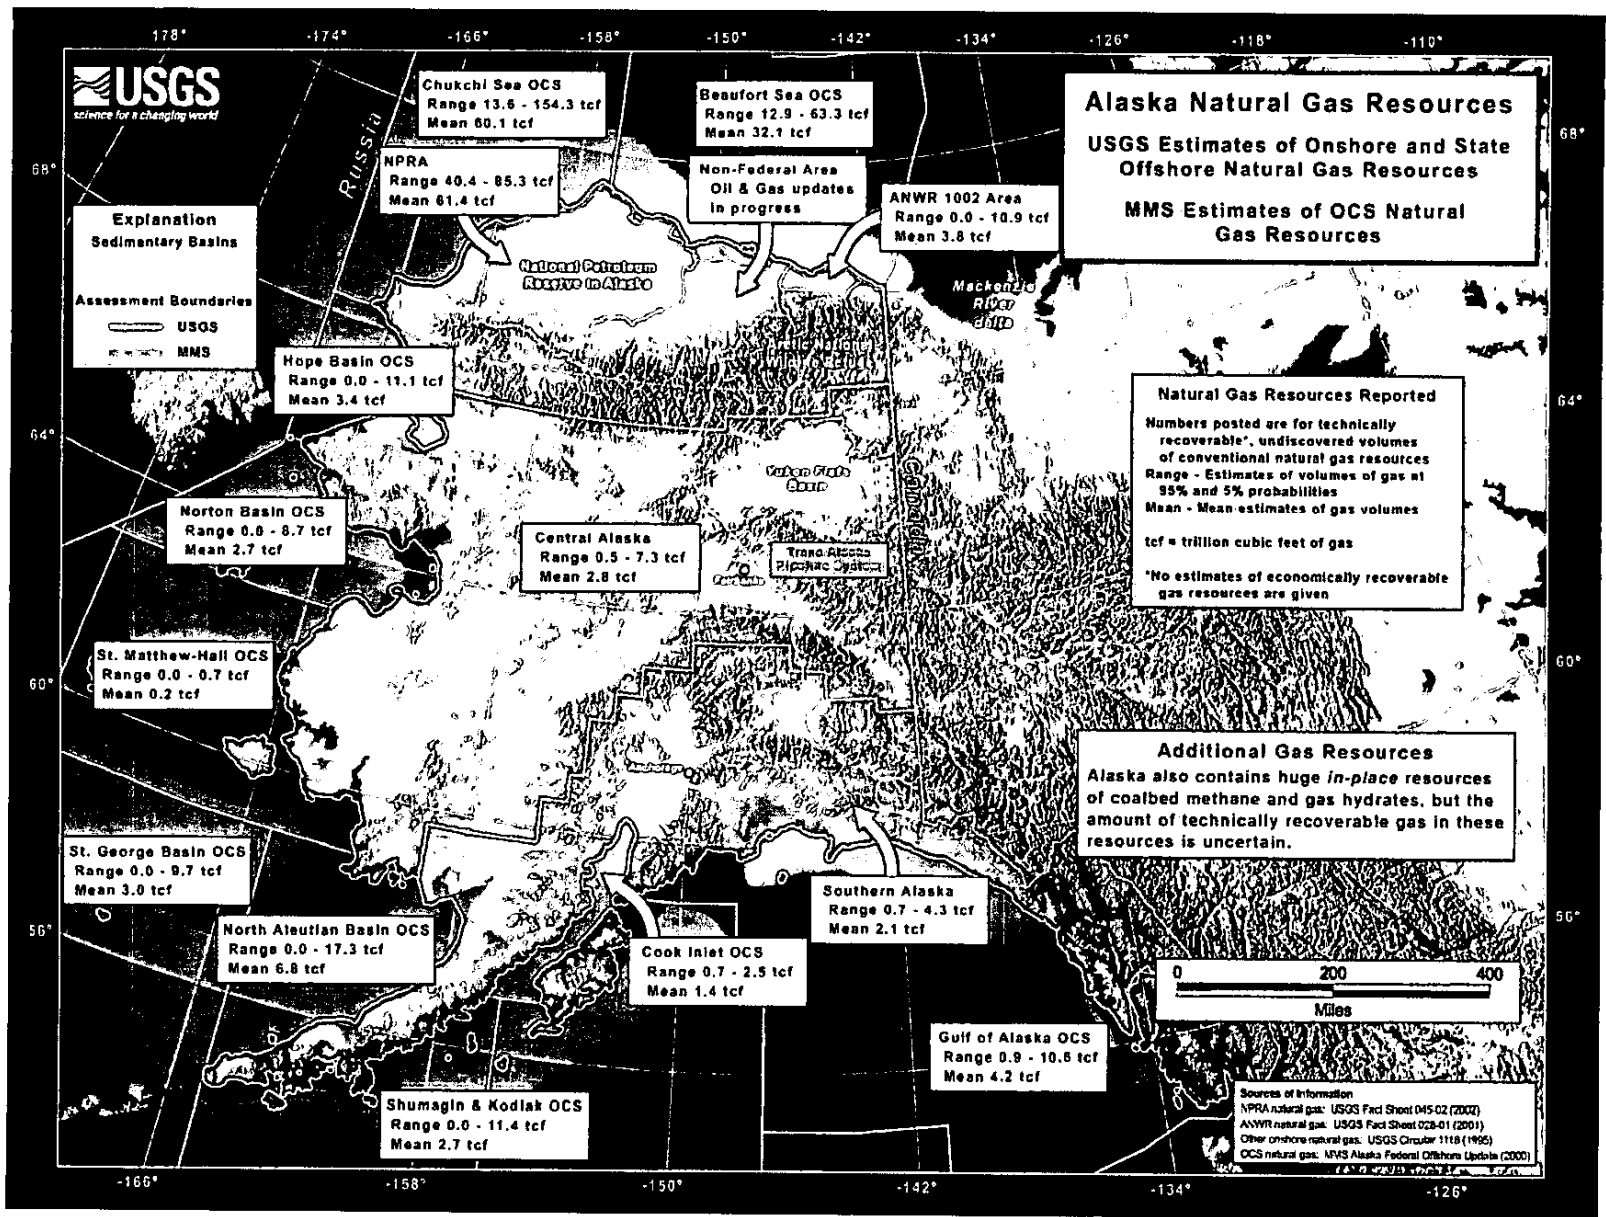 178°
-174°
-166°
-158°
-150°
-142°
-134°
-126°
-118°
-110°
USGS
science for a changing world
Russia
Chukchi Sea OCS
Range 13.6 - 154.3 tcf
Mean 60.1 tcf
Beaufort Sea OCS
Range 12.9 - 63.3 tcf
Mean 32.1 tcf
Alaska Natural Gas Resources
USGS Estimates of Onshore and State
Offshore Natural Gas Resources
MMS Estimates of OCS Natural
Gas Resources
68°
68°
NPRA
Range 40.4 - 85.3 tcf
Mean 61.4 tcf
Non-Federal Area
Oil & Gas updates
in progress
ANWR 1002 Area
Range 0.0 - 10.9 tcf
Mean 3.8 tcf
Explanation
Sedimentary Basins
Assessment Boundaries
USGS
MMS
National Petroleum
Reserve in Alaska
Mackenzie
River
delta
Hope Basin OCS
Range 0.0 - 11.1 tcf
Mean 3.4 tcf
64°
64°
Natural Gas Resources Reported
Numbers posted are for technically
recoverable*, undiscovered volumes
of conventional natural gas resources
Range - Estimates of volumes of gas at
95% and 5% probabilities
Mean - Mean estimates of gas volumes
tcf = trillion cubic feet of gas
*No estimates of economically recoverable
gas resources are given
Yukon Flats
Basin
Canada
Norton Basin OCS
Range 0.0 - 8.7 tcf
Mean 2.7 tcf
Central Alaska
Range 0.5 - 7.3 tcf
Mean 2.8 tcf
Trans-Alaska
Pipeline System
Fairbanks
St. Matthew-Hall OCS
Range 0.0 - 0.7 tcf
Mean 0.2 tcf
60°
60°
Anchorage
Additional Gas Resources
Alaska also contains huge in-place resources
of coalbed methane and gas hydrates, but the
amount of technically recoverable gas in these
resources is uncertain.
St. George Basin OCS
Range 0.0 - 9.7 tcf
Mean 3.0 tcf
Southern Alaska
Range 0.7 - 4.3 tcf
Mean 2.1 tcf
56°
56°
North Aleutian Basin OCS
Range 0.0 - 17.3 tcf
Mean 6.8 tcf
Cook Inlet OCS
Range 0.7 - 2.5 tcf
Mean 1.4 tcf
0 200 400
Miles
Gulf of Alaska OCS
Range 0.9 - 10.6 tcf
Mean 4.2 tcf
Shumagin & Kodiak OCS
Range 0.0 - 11.4 tcf
Mean 2.7 tcf
Sources of Information
NPRA natural gas: USGS Fact Sheet 045-02 (2002)
ANWR natural gas: USGS Fact Sheet 028-01 (2001)
Other onshore natural gas: USGS Circular 1118 (1995)
OCS natural gas: MMS Alaska Federal Offshore Update (2000)
-166°
-158°
-150°
-142°
-134°
-126°